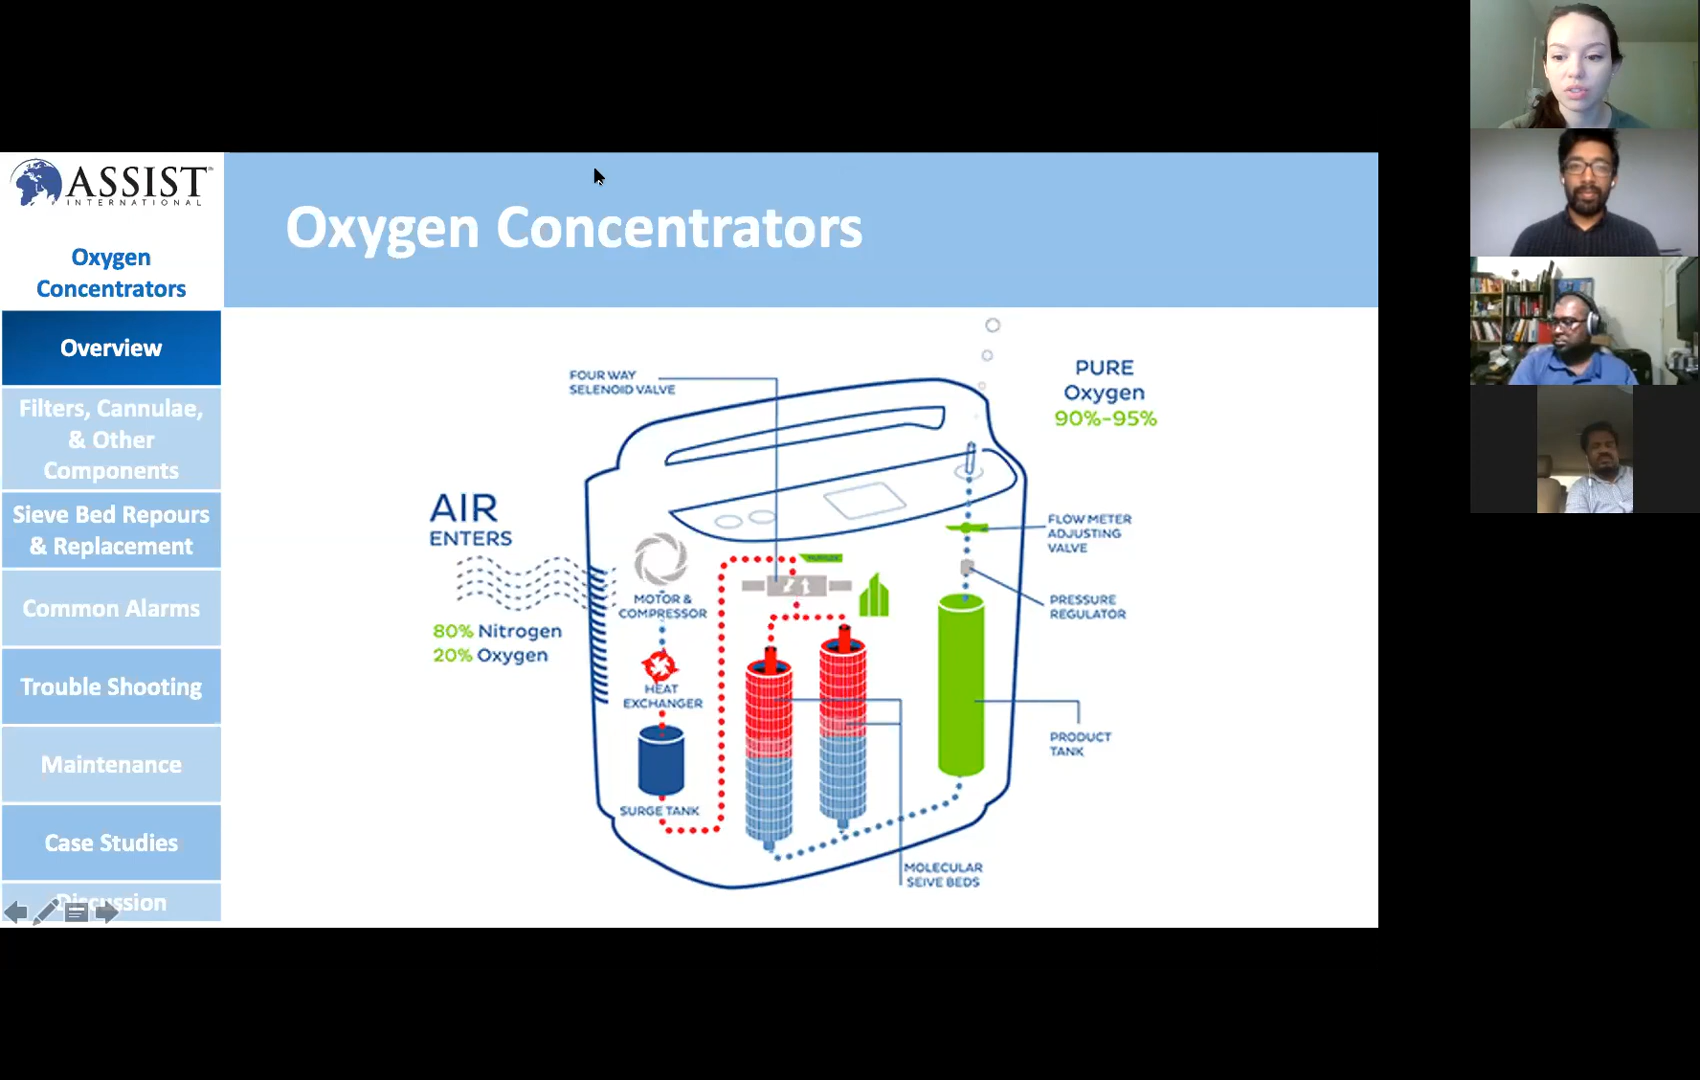 ASSIST
INTERNATIONAL
Oxygen
Concentrators
Overview
Filters, Cannulae,
& Other
Components
Sieve Bed Repours
& Replacement
Common Alarms
Trouble Shooting
Maintenance
Case Studies
Discussion
Oxygen Concentrators
FOUR WAY
SELENOID VALVE
PURE
Oxygen
90%-95%
AIR
ENTERS
80% Nitrogen
20% Oxygen
MOTOR &
COMPRESSOR
HEAT
EXCHANGER
SURGE TANK
FLOW METER
ADJUSTING
VALVE
PRESSURE
REGULATOR
PRODUCT
TANK
MOLECULAR
SEIVE BEDS